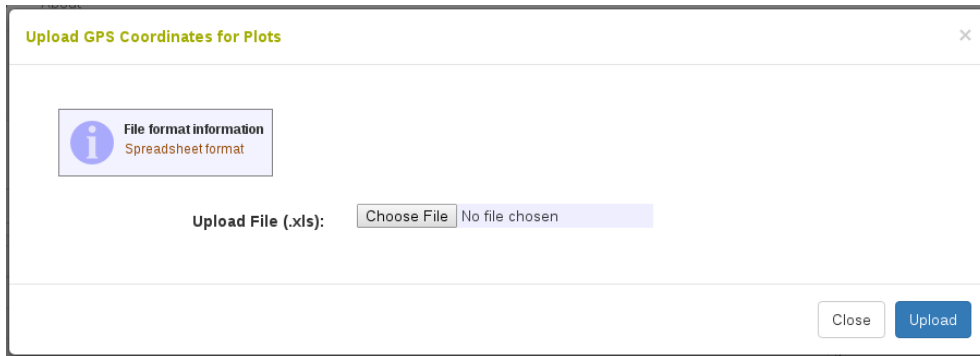 About
Upload GPS Coordinates for Plots ×
File format information
Spreadsheet format
Upload File (.xls): Choose File No file chosen
Close Upload